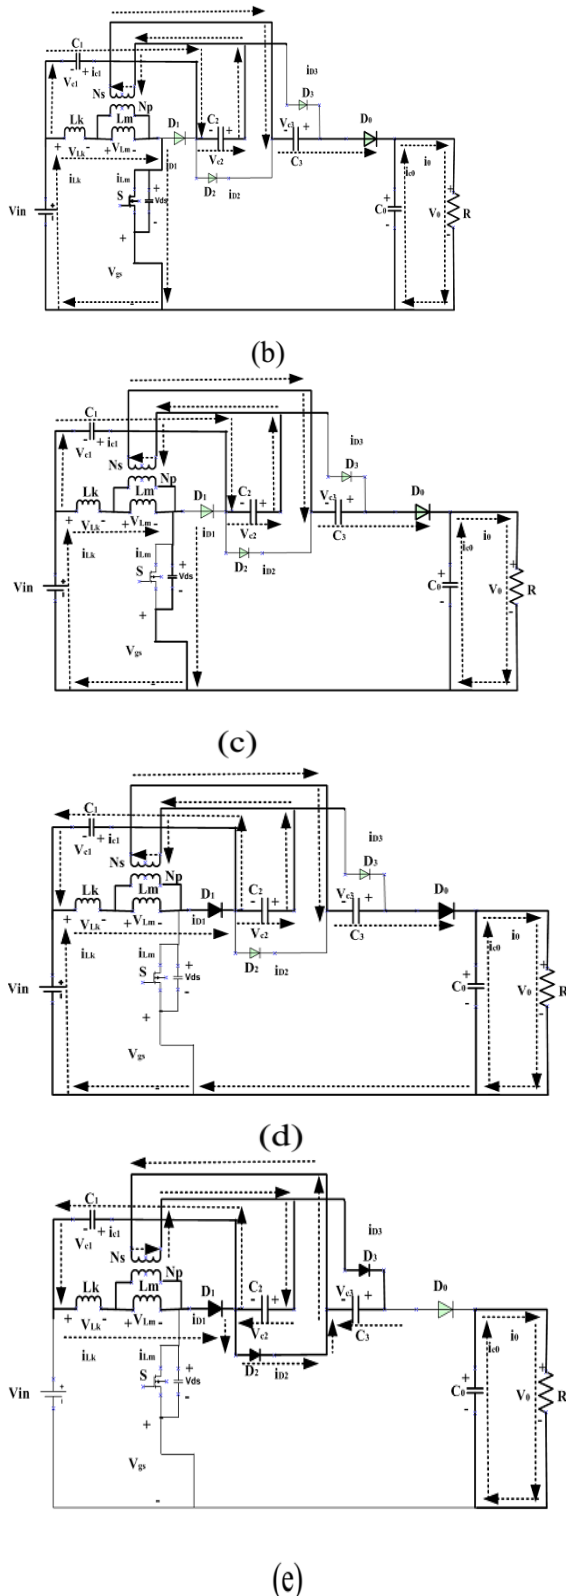 C1
Vc1 - + ic1
Ns
Np
iD3
D3
Lk
Lm
D1
C2
- +
Vc3
D0
+ VLk -
+ VLm -
iD1
Vc2
C3
iLk
iLm
D2
iD2
S
Vds
Vin
Vgs
ic0
i0
C0
V0
R
(b)
C1
Vc1 - + ic1
Ns
Np
iD3
D3
Lk
Lm
D1
C2
- +
Vc3
D0
+ VLk -
+ VLm -
iD1
Vc2
C3
iLk
iLm
D2
iD2
S
Vds
Vin
Vgs
ic0
i0
C0
V0
R
(c)
C1
Vc1 - + ic1
Ns
Np
iD3
D3
Lk
Lm
D1
C2
- +
Vc3
D0
+ VLk -
+ VLm -
Vc2
C3
iLk
iLm
D2
iD2
S
Vds
Vin
Vgs
ic0
i0
C0
V0
R
(d)
C1
Vc1 - + ic1
Ns
Np
iD3
D3
Lk
Lm
D1
C2
- +
Vc3
D0
+ VLk -
+ VLm -
iD1
Vc2
C3
iLk
iLm
D2
iD2
S
Vds
Vin
Vgs
ic0
i0
C0
V0
R
(e)